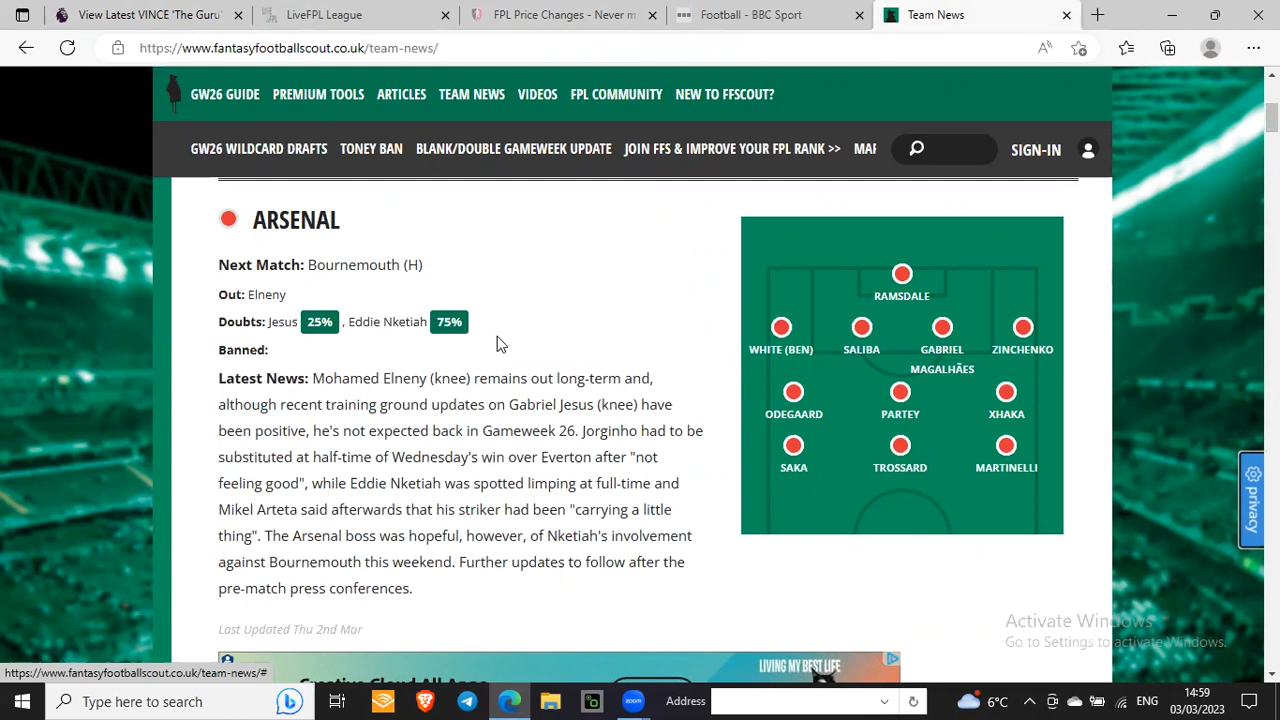 View Latest VINCE 'The Guru'
LiveFPL League
FPL Price Changes - Never m
Football - BBC Sport
Team News
https://www.fantasyfootballscout.co.uk/team-news/
GW26 GUIDE PREMIUM TOOLS ARTICLES TEAM NEWS VIDEOS FPL COMMUNITY NEW TO FFSCOUT?
GW26 WILDCARD DRAFTS TONEY BAN BLANK/DOUBLE GAMEWEEK UPDATE JOIN FFS & IMPROVE YOUR FPL RANK >> MAF SIGN-IN
ARSENAL
Next Match: Bournemouth (H)
Out: Elneny
Doubts: Jesus 25% , Eddie Nketiah 75%
Banned:
Latest News: Mohamed Elneny (knee) remains out long-term and,
although recent training ground updates on Gabriel Jesus (knee) have
been positive, he's not expected back in Gameweek 26. Jorginho had to be
substituted at half-time of Wednesday's win over Everton after "not
feeling good", while Eddie Nketiah was spotted limping at full-time and
Mikel Arteta said afterwards that his striker had been "carrying a little
thing". The Arsenal boss was hopeful, however, of Nketiah's involvement
against Bournemouth this weekend. Further updates to follow after the
pre-match press conferences.
Last Updated Thu 2nd Mar
RAMSDALE
WHITE (BEN) SALIBA GABRIEL ZINCHENKO
MAGALHÃES
ODEGAARD PARTEY XHAKA
SAKA TROSSARD MARTINELLI
privacy
Activate Windows
Go to Settings to activate Windows.
LIVING MY BEST LIFE
Creative Cloud All Apps
https://www.fantasyfootballscout.co.uk/team-news/#
Type here to search
zoom
Address
6°C
ENG
14:59
03/03/2023